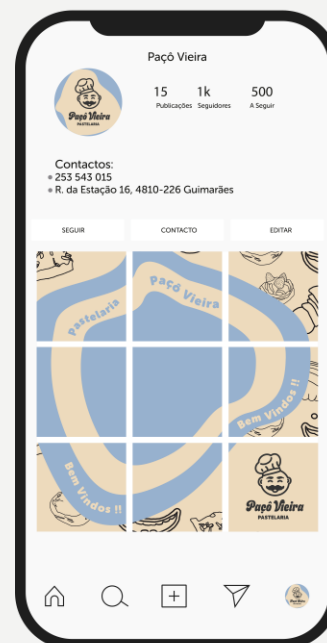 Paçô Vieira
Paçô Vieira
PASTELARIA
15 1k 500
Publicações Seguidores A Seguir
Contactos:
253 543 015
R. da Estação 16, 4810-226 Guimarães
SEGUIR CONTACTO EDITAR
Pastelaria
Paçô Vieira
Bem Vindos !!
Bem Vindos !!
Paçô Vieira
PASTELARIA